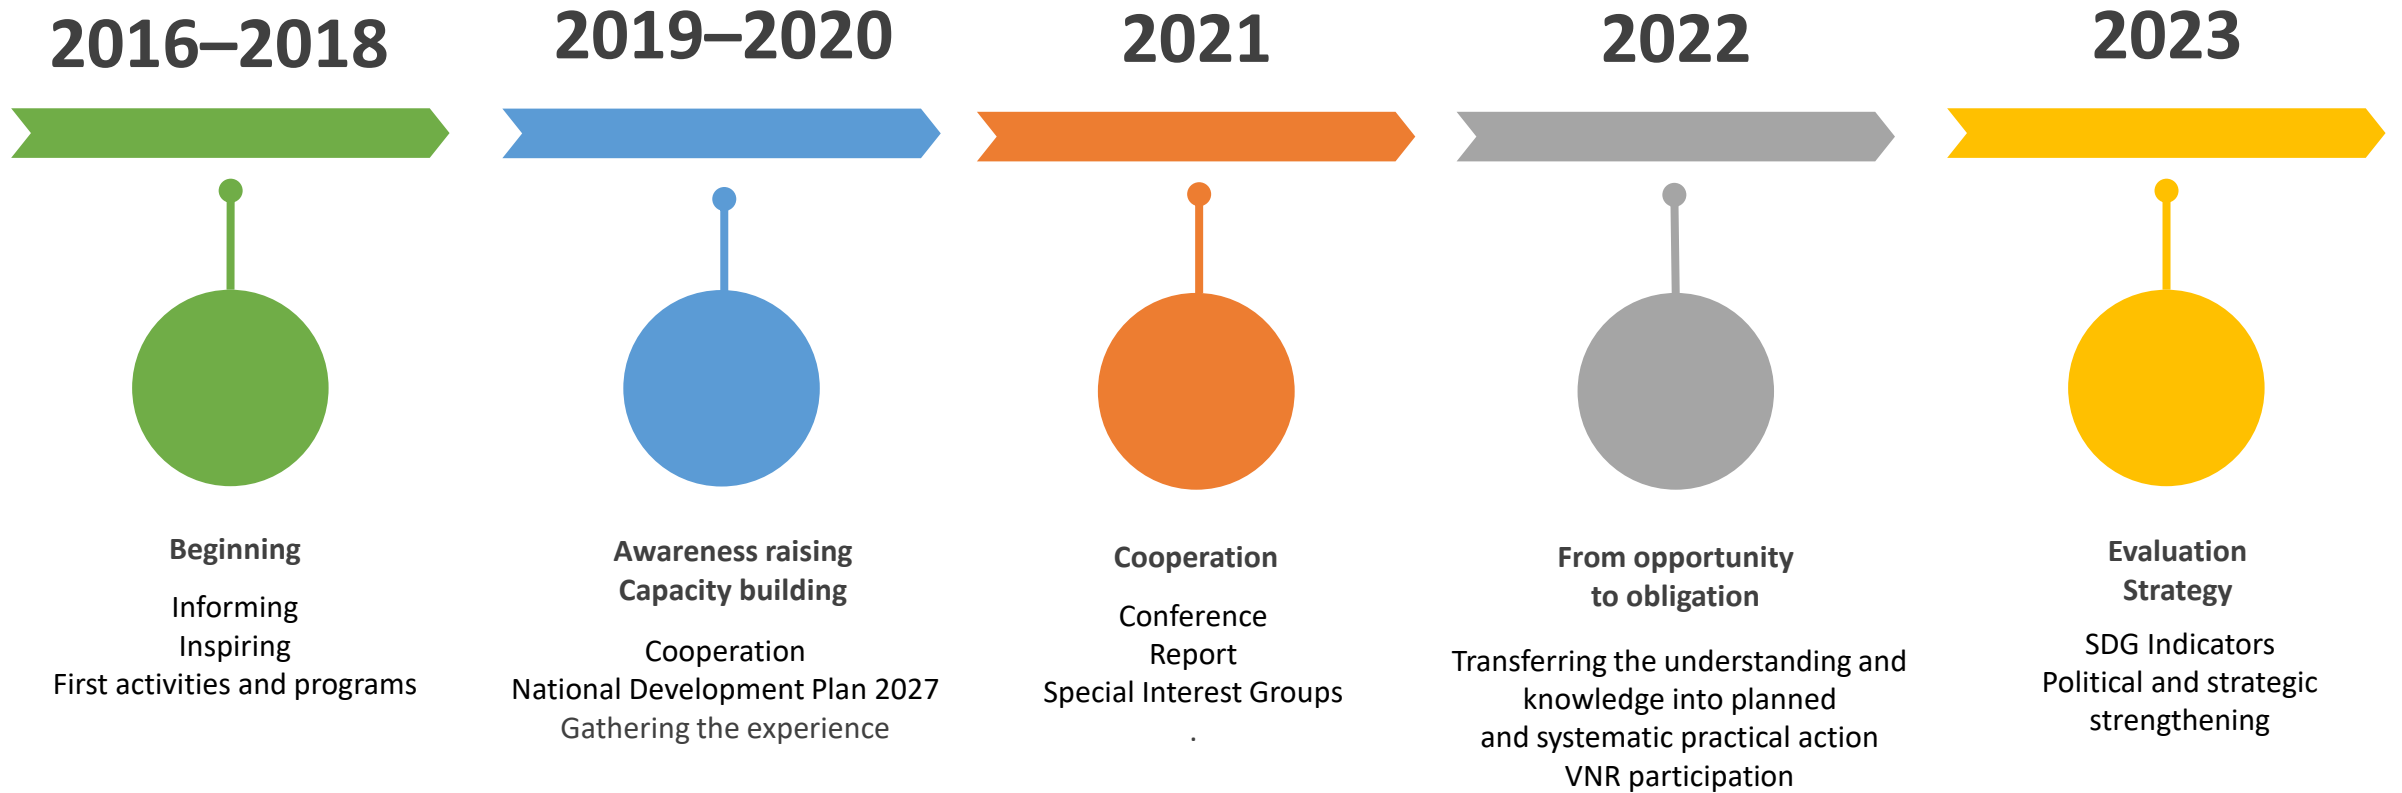 2016–2018
2019–2020
2021
2022
2023
Beginning
Informing
Inspiring
First activities and programs
Awareness raising
Capacity building
Cooperation
National Development Plan 2027
Gathering the experience
Cooperation
Conference
Report
Special Interest Groups
.
From opportunity
to obligation
Transferring the understanding and
knowledge into planned
and systematic practical action
VNR participation
Evaluation
Strategy
SDG Indicators
Political and strategic
strengthening